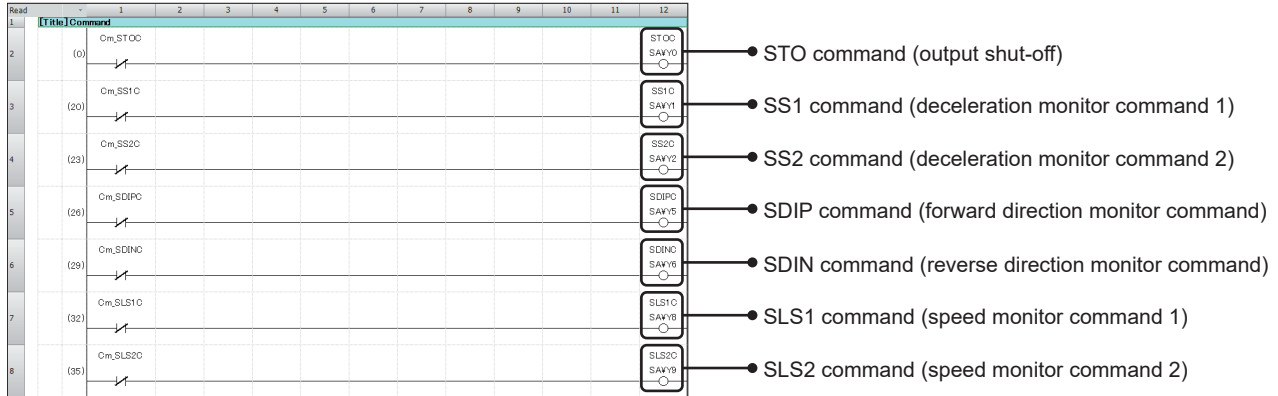 Read 1 2 3 4 5 6 7 8 9 10 11 12
1 [Title]Command
Cm_STOC STOC
2 (0) SA¥Y0 STO command (output shut-off)
Cm_SS1C SS1C
3 (20) SA¥Y1 SS1 command (deceleration monitor command 1)
Cm_SS2C SS2C
4 (23) SA¥Y2 SS2 command (deceleration monitor command 2)
Cm_SDIPC SDIPC
5 (26) SA¥Y5 SDIP command (forward direction monitor command)
Cm_SDINC SDINC
6 (29) SA¥Y6 SDIN command (reverse direction monitor command)
Cm_SLS1C SLS1C
7 (32) SA¥Y8 SLS1 command (speed monitor command 1)
Cm_SLS2C SLS2C
8 (35) SA¥Y9 SLS2 command (speed monitor command 2)